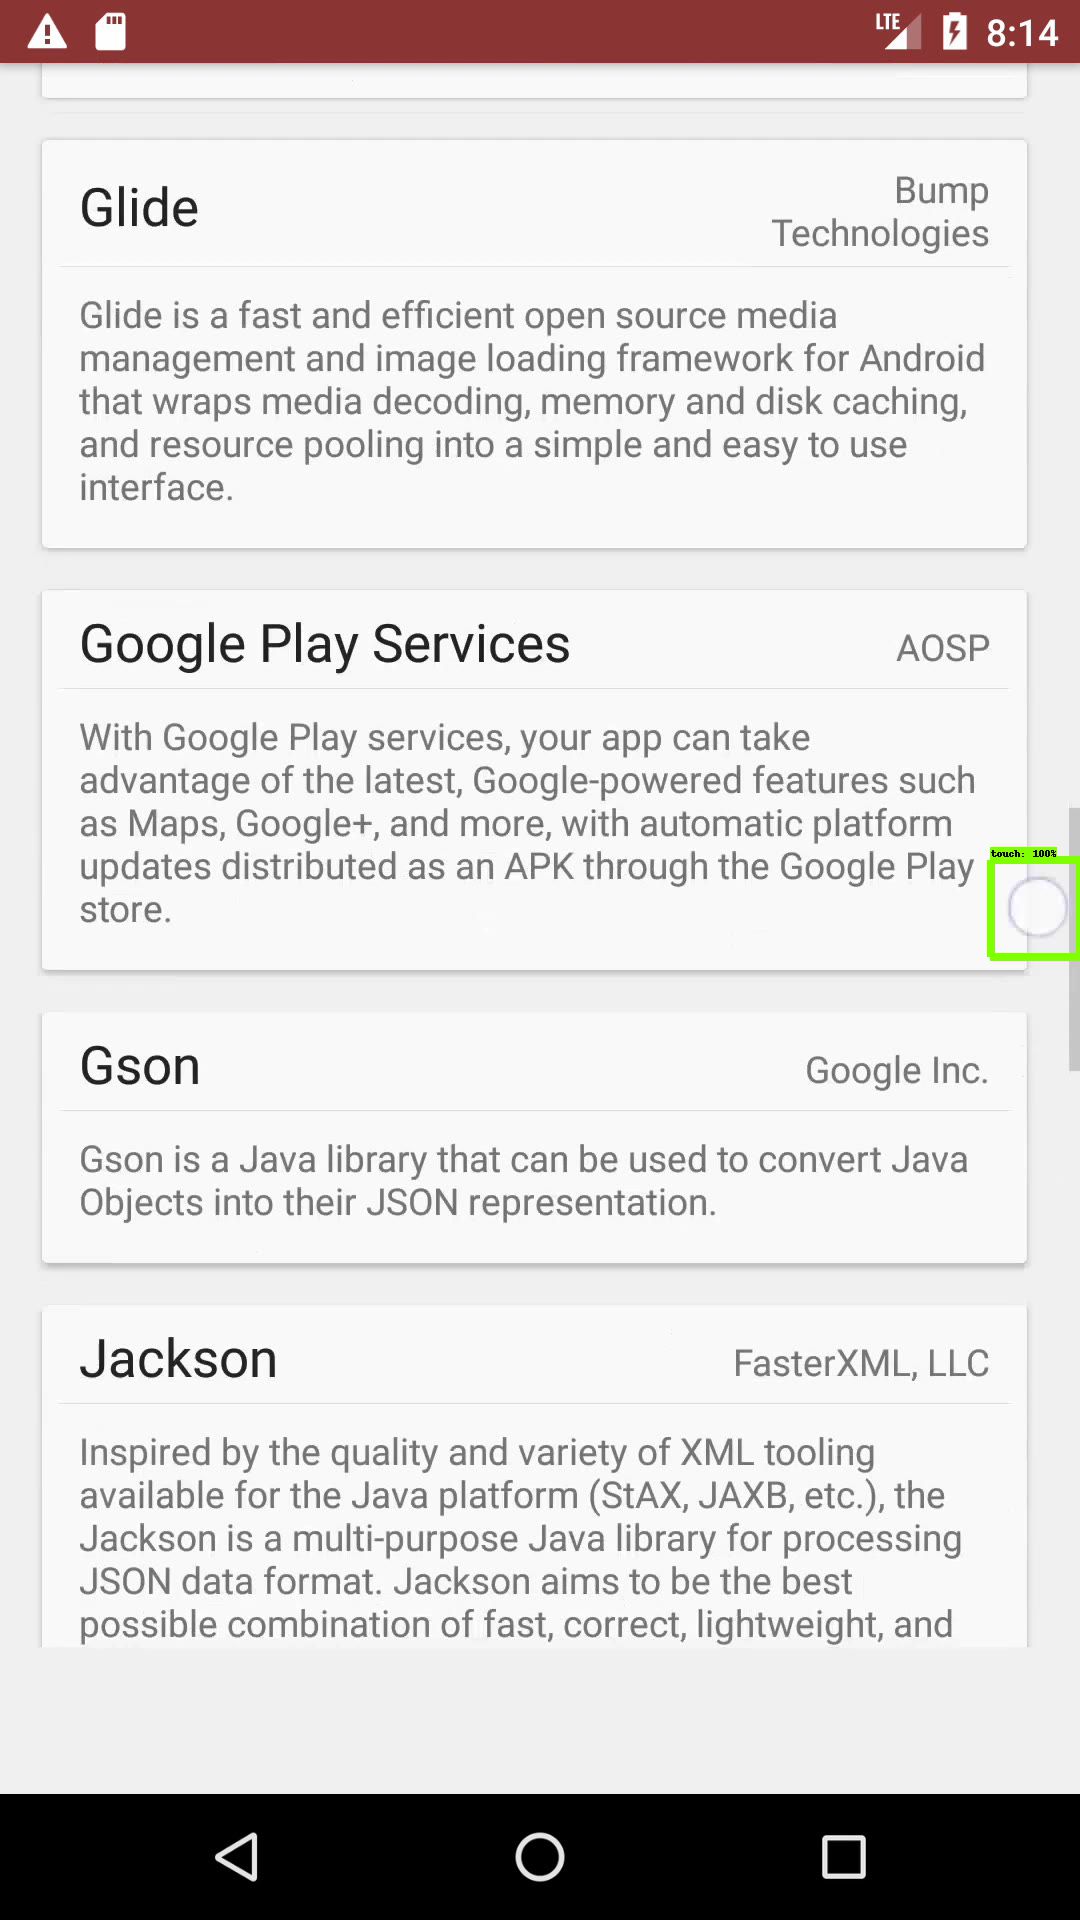 LTE 8:14
Glide
Bump
Technologies
Glide is a fast and efficient open source media
management and image loading framework for Android
that wraps media decoding, memory and disk caching,
and resource pooling into a simple and easy to use
interface.
Google Play Services
AOSP
With Google Play services, your app can take
advantage of the latest, Google-powered features such
as Maps, Google+, and more, with automatic platform
updates distributed as an APK through the Google Play
store.
touch: 100%
Gson
Google Inc.
Gson is a Java library that can be used to convert Java
Objects into their JSON representation.
Jackson
FasterXML, LLC
Inspired by the quality and variety of XML tooling
available for the Java platform (StAX, JAXB, etc.), the
Jackson is a multi-purpose Java library for processing
JSON data format. Jackson aims to be the best
possible combination of fast, correct, lightweight, and